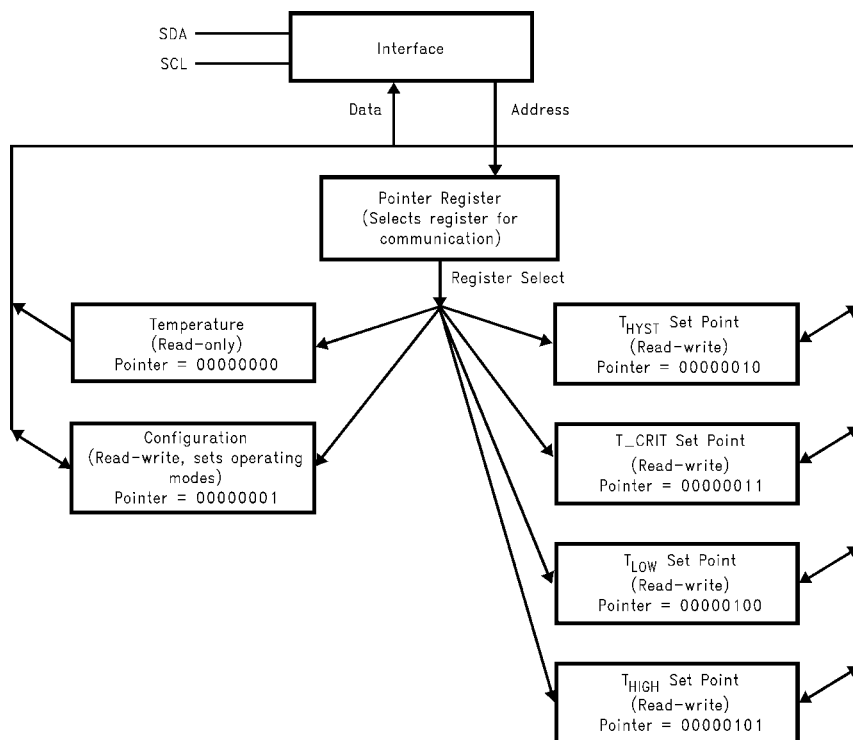 SDA
SCL
Interface
Data
Address
Pointer Register
(Selects register for
communication)
Register Select
Temperature
(Read-only)
Pointer = 00000000
Configuration
(Read-write, sets operating
modes)
Pointer = 00000001
THYST Set Point
(Read-write)
Pointer = 00000010
T_CRIT Set Point
(Read-write)
Pointer = 00000011
TLOW Set Point
(Read-write)
Pointer = 00000100
THIGH Set Point
(Read-write)
Pointer = 00000101